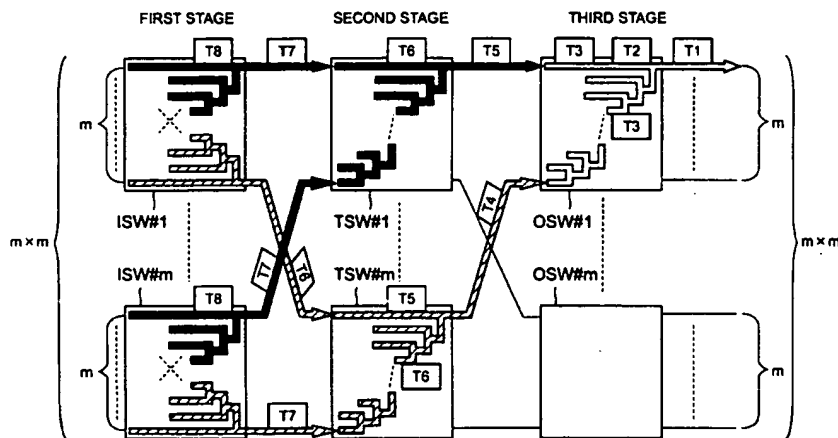 FIRST STAGE SECOND STAGE THIRD STAGE
T8 T7 T6 T5 T3 T2 T1
m T3 m
T4
ISW#1 TSW#1 OSW#1
m×m m×m
T7 T6
ISW#m TSW#m OSW#m
T8 T5
m T6 m
T7